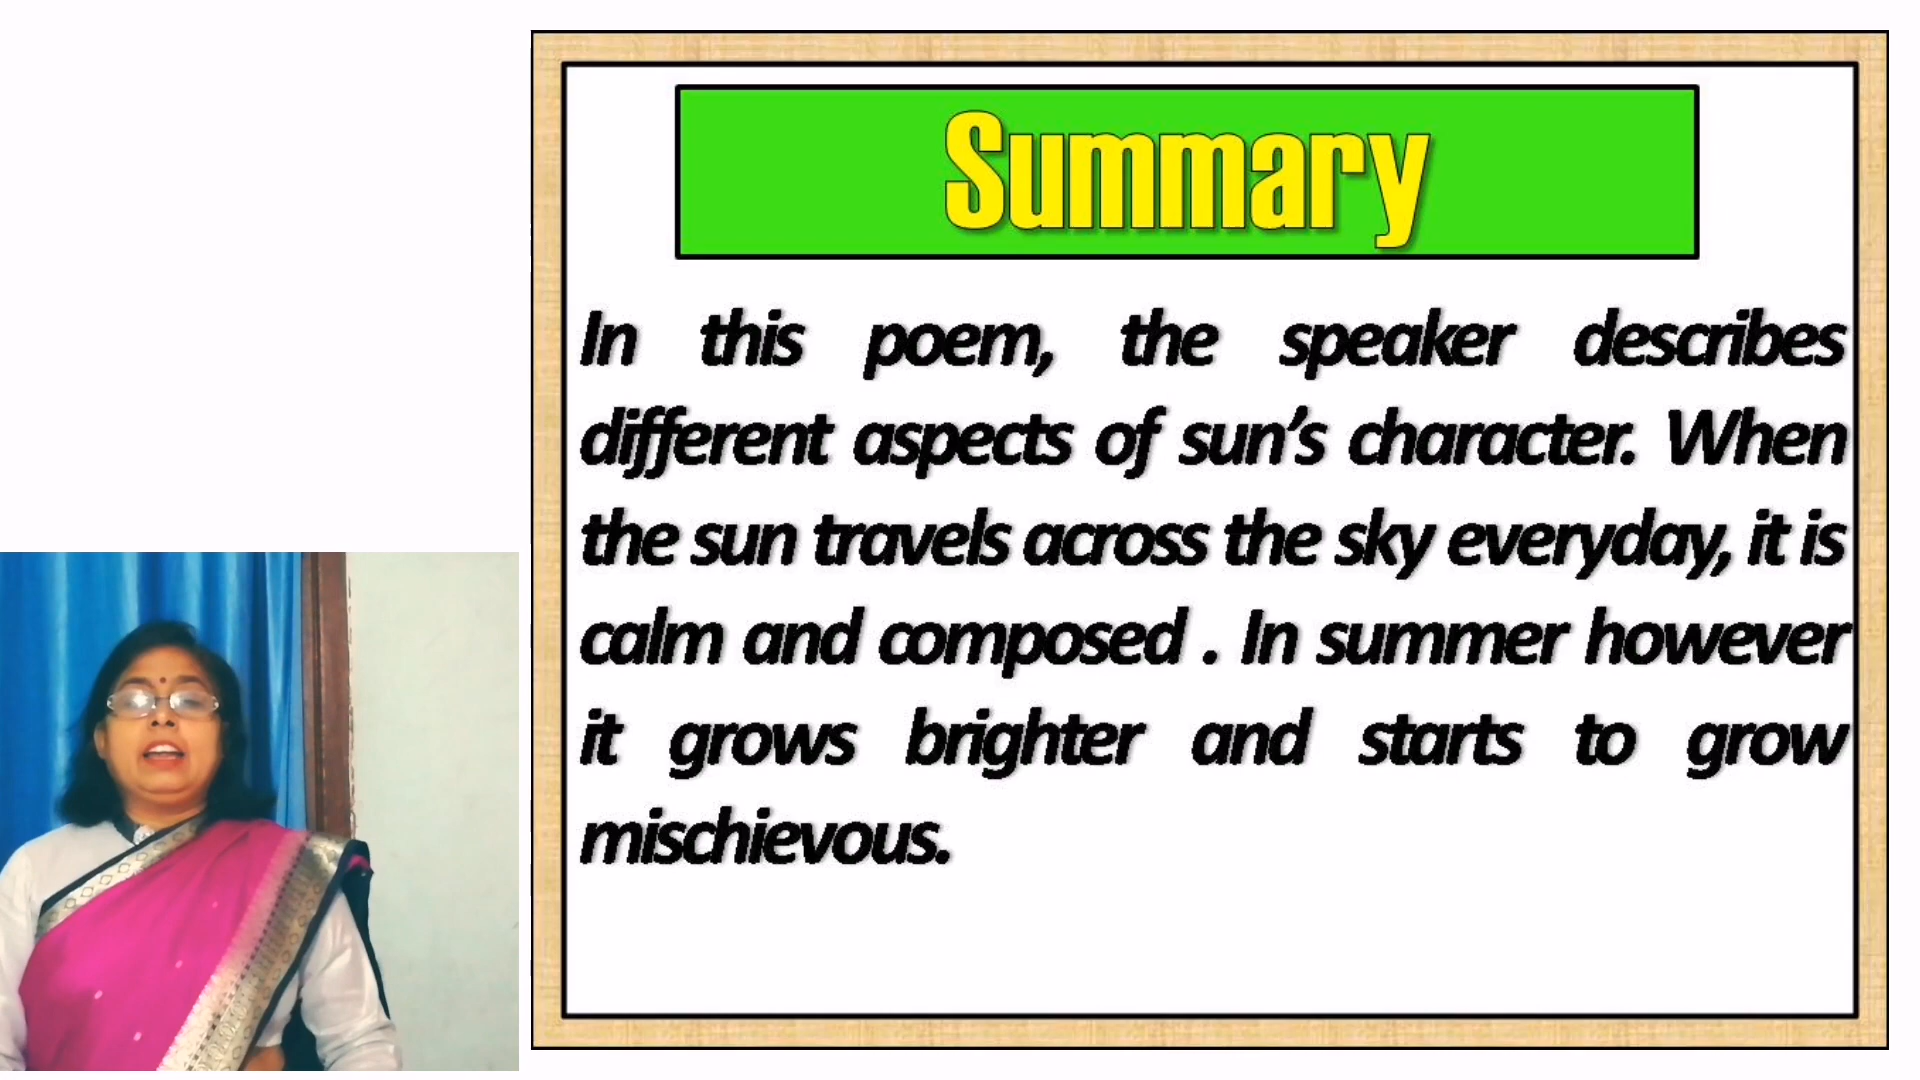 Summary
In this poem, the speaker describes
different aspects of sun's character. When
the sun travels across the sky everyday, it is
calm and composed . In summer however
it grows brighter and starts to grow
mischievous.